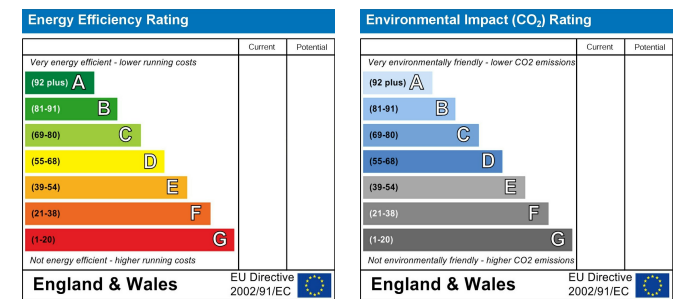 Energy Efficiency Rating
Current Potential
Very energy efficient - lower running costs
(92 plus) A
(81-91) B
(69-80) C
(55-68) D
(39-54) E
(21-38) F
(1-20) G
Not energy efficient - higher running costs
England & Wales
EU Directive
2002/91/EC
Environmental Impact (CO₂) Rating
Current Potential
Very environmentally friendly - lower CO2 emissions
(92 plus) A
(81-91) B
(69-80) C
(55-68) D
(39-54) E
(21-38) F
(1-20) G
Not environmentally friendly - higher CO2 emissions
England & Wales
EU Directive
2002/91/EC